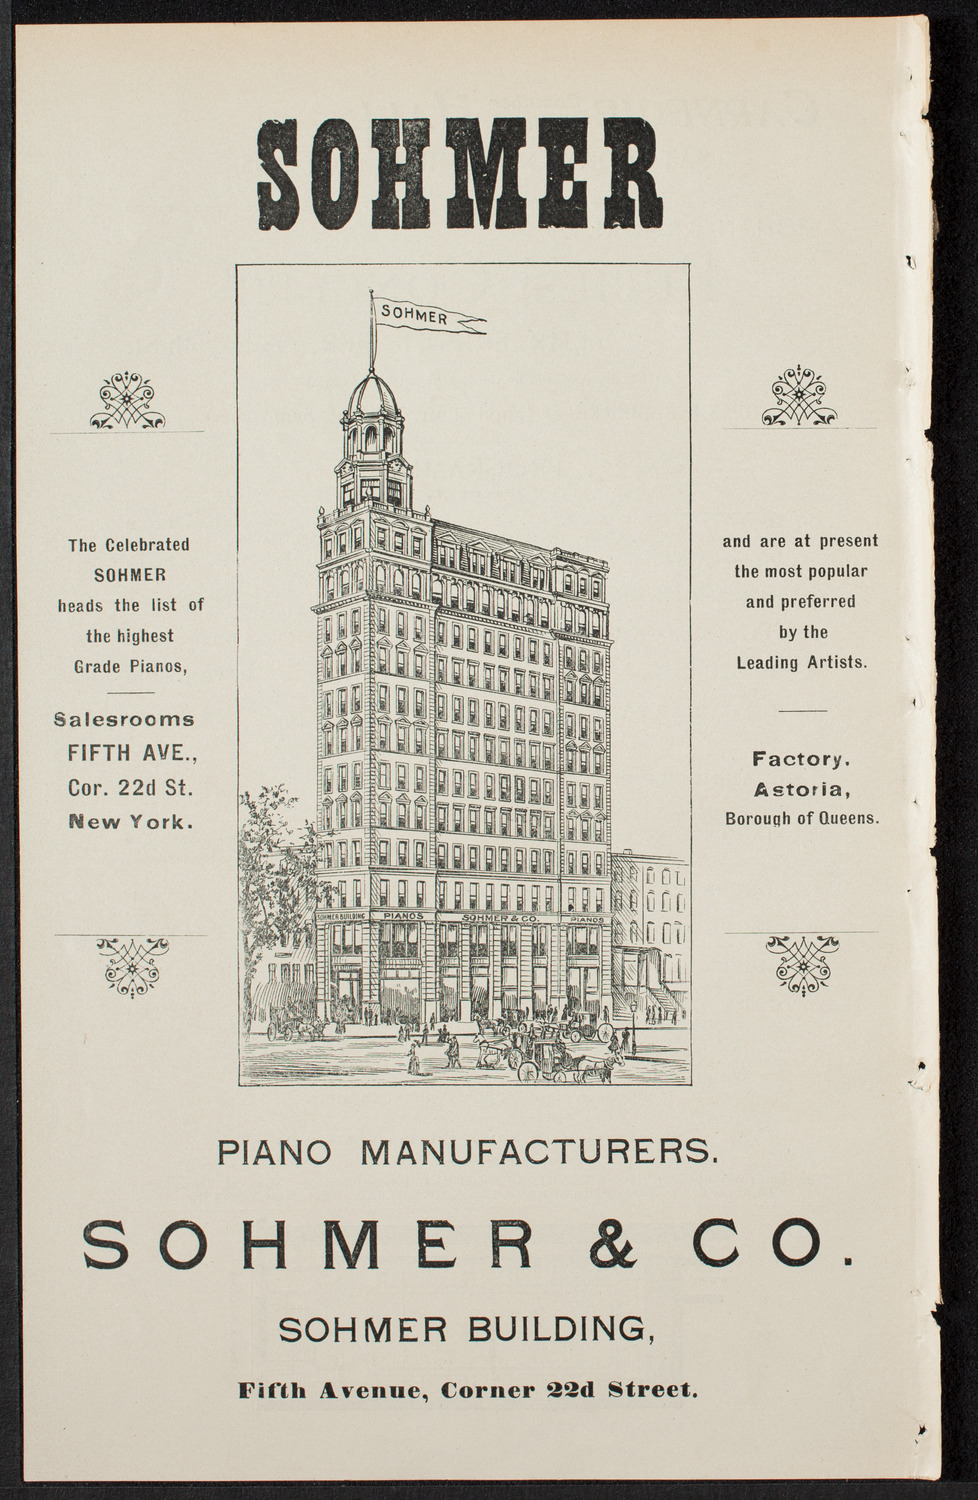 SOHMER
SOHMER
The Celebrated
SOHMER
heads the list of
the highest
Grade Pianos,
Salesrooms
FIFTH AVE.,
Cor. 22d St.
New York.
and are at present
the most popular
and preferred
by the
Leading Artists.
Factory.
Astoria,
Borough of Queens.
SOHMER BUILDING PIANOS SOHMER & CO. PIANOS
PIANO MANUFACTURERS.
SOHMER & CO.
SOHMER BUILDING,
Fifth Avenue, Corner 22d Street.